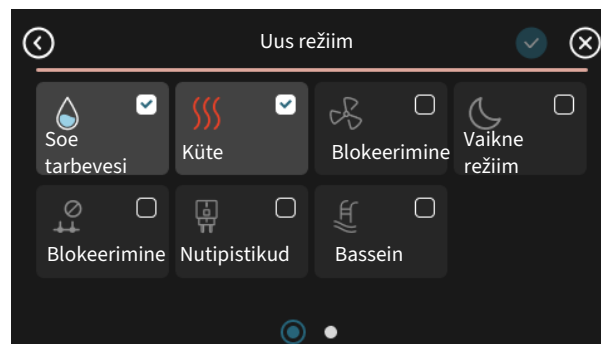 Uus režiim
Soe
tarbevesi
Küte
Blokeerimine
Vaikne
režiim
Blokeerimine
Nutipistikud
Bassein